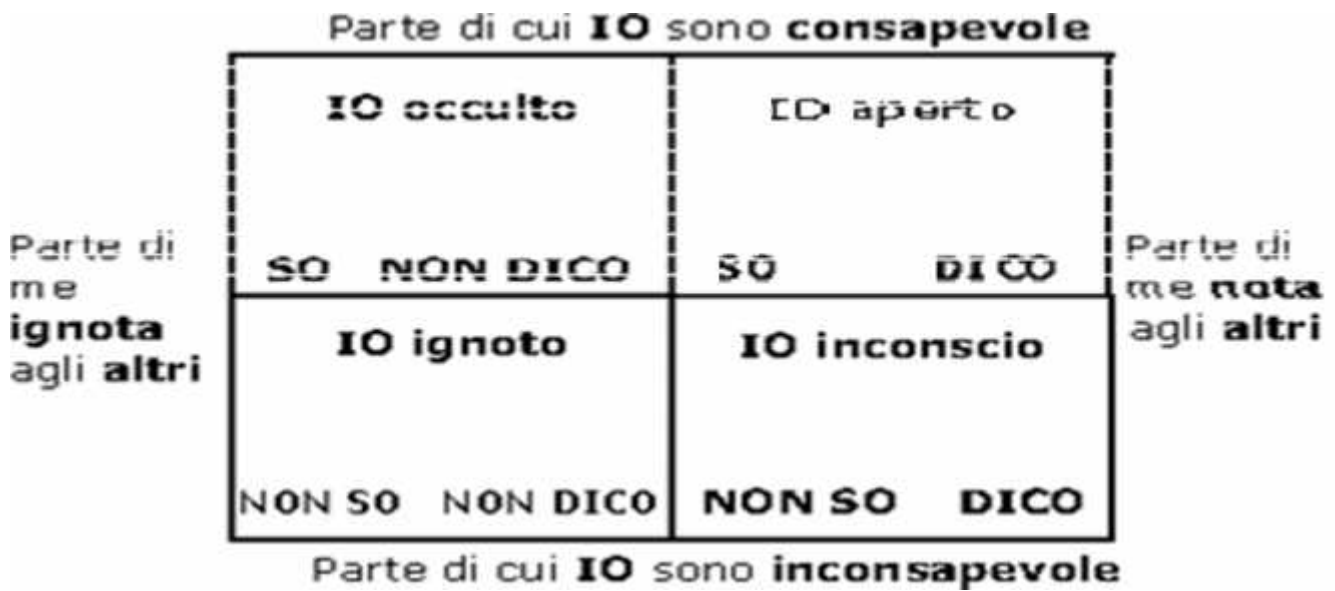 Parte di cui IO sono consapevole
IO occulto
IO aperto
SO NON DICO
SO DICO
Parte di
me
ignota
agli altri
Parte di
me nota
agli altri
IO ignoto
IO inconscio
NON SO NON DICO
NON SO DICO
Parte di cui IO sono inconsapevole